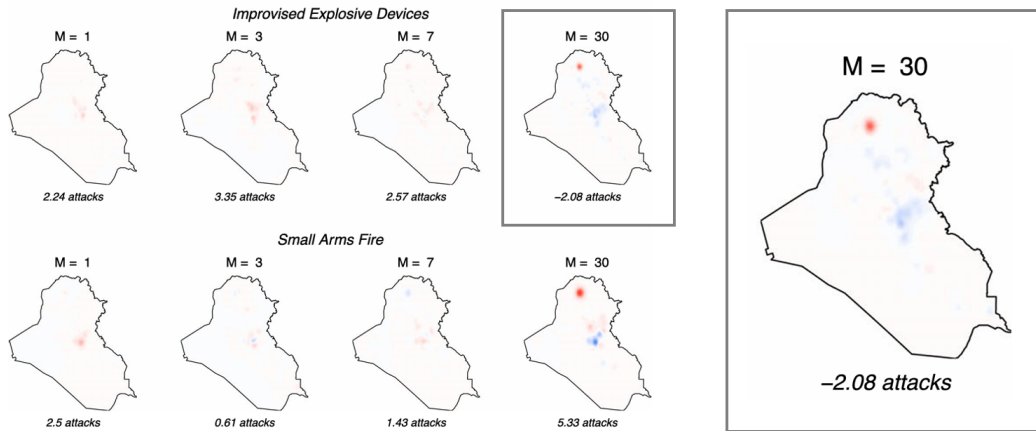 Improvised Explosive Devices
M = 1
M = 3
M = 7
M = 30
2.24 attacks
3.35 attacks
2.57 attacks
−2.08 attacks
Small Arms Fire
M = 1
M = 3
M = 7
M = 30
2.5 attacks
0.61 attacks
1.43 attacks
5.33 attacks
M = 30
−2.08 attacks